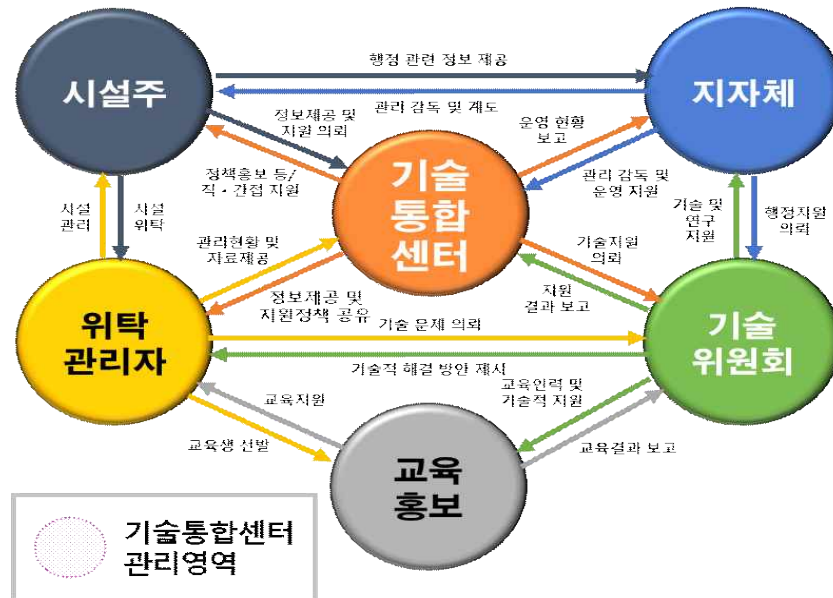 행정 관련 정보 제공
시설주
지자체
관리 감독 및 계도
정보제공 및
지원 의뢰
운영 현황
보고
정책홍보 등/
직·간접 지원
기술
통합
센터
관리 감독 및
운영 지원
시설
관리
시설
위탁
기술 및
연구
지원
행정지원
의뢰
관리현황 및
자료제공
기술지원
의뢰
정보제공 및
지원정책 공유
지원
결과 보고
위탁
관리자
기술 문제 의뢰
기술
위원회
기술적 해결 방안 제시
교육지원
교육인력 및
기술적 지원
교육생 선발
교육결과 보고
교육
홍보
기술통합센터
관리영역